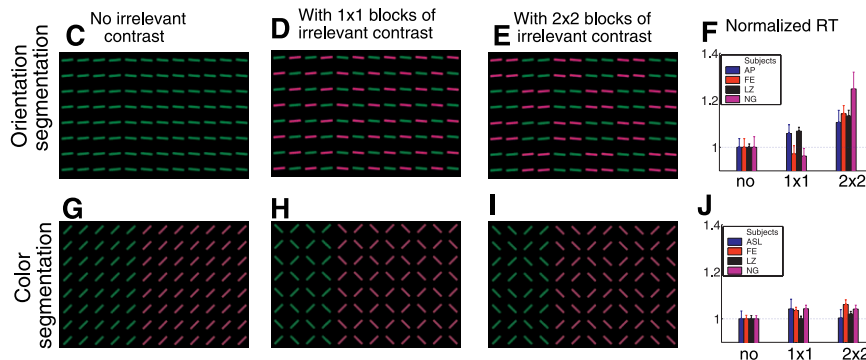 C
No irrelevant
contrast
D
With 1x1 blocks of
irrelevant contrast
E
With 2x2 blocks of
irrelevant contrast
F
Normalized RT
Orientation
segmentation
1.4
1.2
1
Subjects
AP
FE
LZ
NG
no
1x1
2x2
Color
segmentation
G
H
I
J
1.4
1.2
1
Subjects
ASL
FE
LZ
NG
no
1x1
2x2